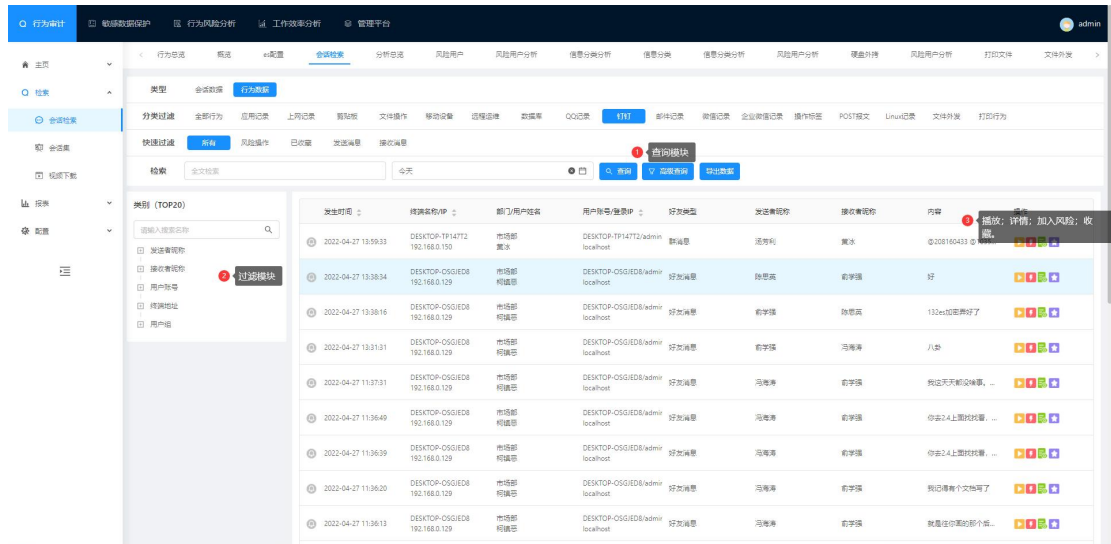 行为审计 敏感数据保护 行为风险分析 工作效率分析 管理平台 admin
行为总览 概览 es配置 会话检索 分析总览 风险用户 风险用户分析 信息分类分析 信息分类 信息分类分析 风险用户分析 硬盘外接 风险用户分析 打印文件 文件外发
主页
检索
会话检索
会话集
视频下载
报表
配置
类型 会话数据 行为数据
分类过滤 全部行为 应用记录 上网记录 剪贴板 文件操作 移动设备 远程运维 数据库 QQ记录 钉钉 邮件记录 微信记录 企业微信记录 操作标签 POST报文 Linux记录 文件外发 打印行为
快速过滤 所有 风险操作 已收藏 发送消息 接收消息
1 查询模块
检索 全文检索 今天 查询 高级查询 导出数据
类别（TOP20）
请输入搜索名称
发送者昵称
接收者昵称
用户账号
终端地址
用户组
2 过滤模块
发生时间 终端名称/IP 部门/用户姓名 用户账号/登录IP 好友类型 发送者昵称 接收者昵称 内容 操作
3 播放；详情；加入风险；收藏。
2022-04-27 13:59:33 DESKTOP-TP147T2 192.168.0.150 市场部 黄冰 DESKTOP-TP147T2/admin localhost 群消息 汤芳利 黄冰
2022-04-27 13:38:34 DESKTOP-OSGJED8 192.168.0.129 市场部 柯镇恶 DESKTOP-OSGJED8/admin localhost 好友消息 陈思英 俞学强 好
2022-04-27 13:38:16 DESKTOP-OSGJED8 192.168.0.129 市场部 柯镇恶 DESKTOP-OSGJED8/admin localhost 好友消息 俞学强 陈思英 132es加密弄好了
2022-04-27 13:31:31 DESKTOP-OSGJED8 192.168.0.129 市场部 柯镇恶 DESKTOP-OSGJED8/admin localhost 好友消息 俞学强 冯海涛 八卦
2022-04-27 11:37:31 DESKTOP-OSGJED8 192.168.0.129 市场部 柯镇恶 DESKTOP-OSGJED8/admin localhost 好友消息 冯海涛 俞学强 我这天天都没啥事，...
2022-04-27 11:36:49 DESKTOP-OSGJED8 192.168.0.129 市场部 柯镇恶 DESKTOP-OSGJED8/admin localhost 好友消息 冯海涛 俞学强 你去2.4上面找找看，...
2022-04-27 11:36:39 DESKTOP-OSGJED8 192.168.0.129 市场部 柯镇恶 DESKTOP-OSGJED8/admin localhost 好友消息 冯海涛 俞学强 你去2.4上面找找看，...
2022-04-27 11:36:20 DESKTOP-OSGJED8 192.168.0.129 市场部 柯镇恶 DESKTOP-OSGJED8/admin localhost 好友消息 冯海涛 俞学强 我记得有个文档写了
2022-04-27 11:36:13 DESKTOP-OSGJED8 192.168.0.129 市场部 柯镇恶 DESKTOP-OSGJED8/admin localhost 好友消息 冯海涛 俞学强 就是在你画的那个后...